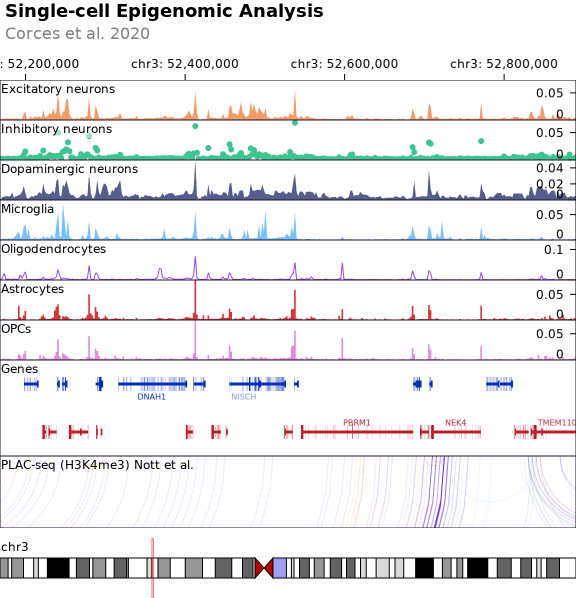 Single-cell Epigenomic Analysis
Corces et al. 2020
: 52,200,000 chr3: 52,400,000 chr3: 52,600,000 chr3: 52,800,000
Excitatory neurons 0.05
0
Inhibitory neurons 0.05
0
Dopaminergic neurons 0.04
0.02
0
Microglia 0.05
0
Oligodendrocytes 0.1
0
Astrocytes 0.05
0
OPCs 0.05
0
Genes
DNAH1 NISCH
PBRM1 NEK4 TMEM110
PLAC-seq (H3K4me3) Nott et al.
chr3